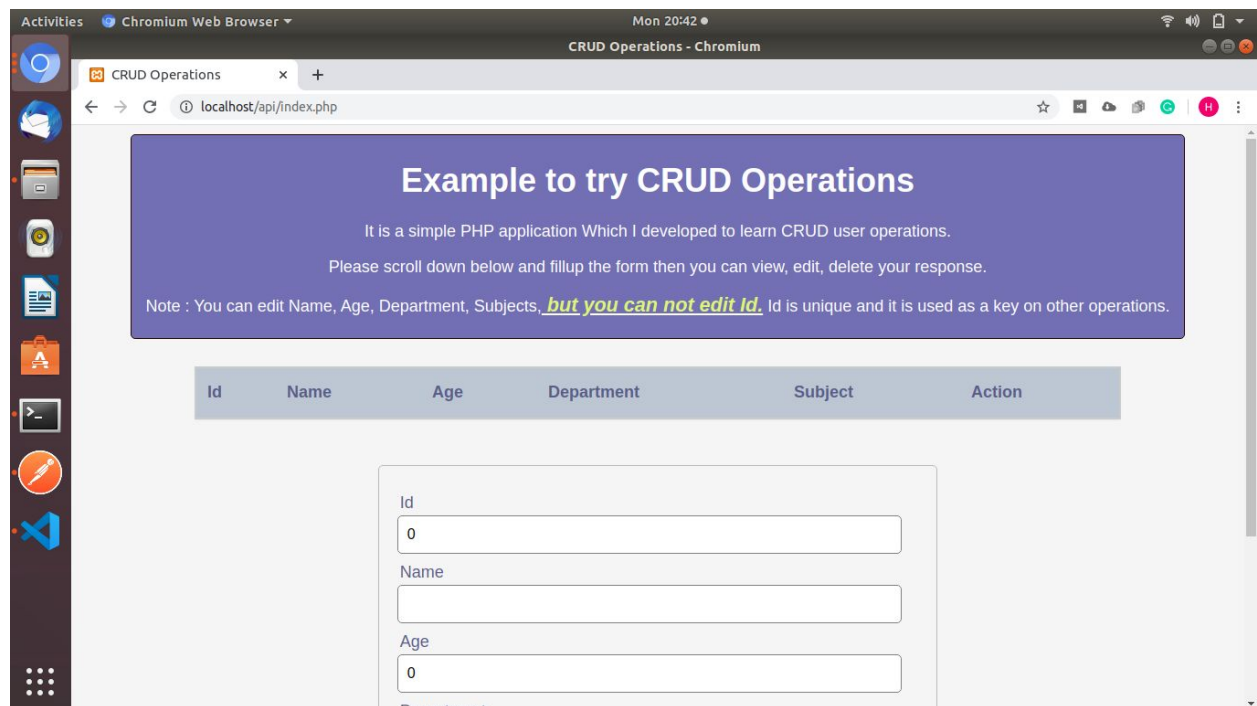 Activities Chromium Web Browser Mon 20:42
CRUD Operations - Chromium
CRUD Operations
localhost/api/index.php
H
Example to try CRUD Operations
It is a simple PHP application Which I developed to learn CRUD user operations.
Please scroll down below and fillup the form then you can view, edit, delete your response.
Note : You can edit Name, Age, Department, Subjects, but you can not edit Id. Id is unique and it is used as a key on other operations.
Id Name Age Department Subject Action
Id
0
Name
Age
0